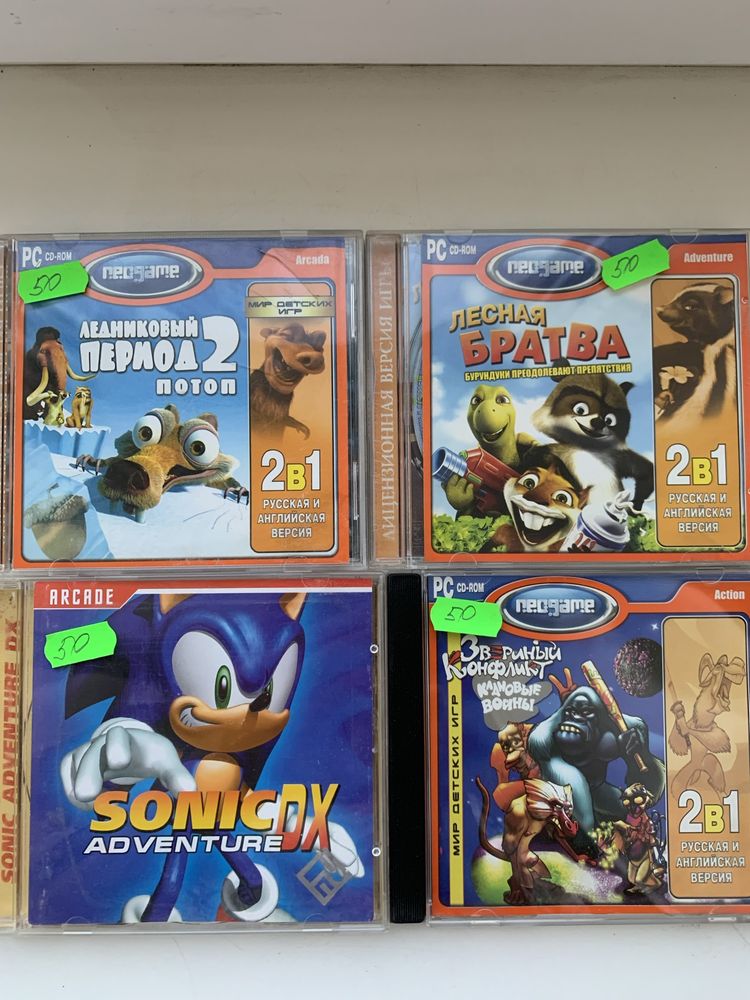 PC CD-ROM
neogame
Arcada
50
МИР ДЕТСКИХ
ИГР
ЛЕДНИКОВЫЙ
ПЕРИОД 2
ПОТОП
2В1
РУССКАЯ И
АНГЛИЙСКАЯ
ВЕРСИЯ
ЛИЦЕНЗИОННАЯ ВЕРСИЯ ИГРЫ
PC CD-ROM
neogame
50
Adventure
ЛЕСНАЯ
БРАТВА
БУРУНДУКИ ПРЕОДОЛЕВАЮТ ПРЕПЯТСТВИЯ
2В1
РУССКАЯ И
АНГЛИЙСКАЯ
ВЕРСИЯ
SONIC ADVENTURE DX
ARCADE
50
SONIC DX
ADVENTURE
PC CD-ROM
neogame
Action
50
ЗВЕРИНЫЙ
КОНФЛИКТ
КЛАНОВЫЕ
ВОЙНЫ
МИР ДЕТСКИХ ИГР
2В1
РУССКАЯ И
АНГЛИЙСКАЯ
ВЕРСИЯ